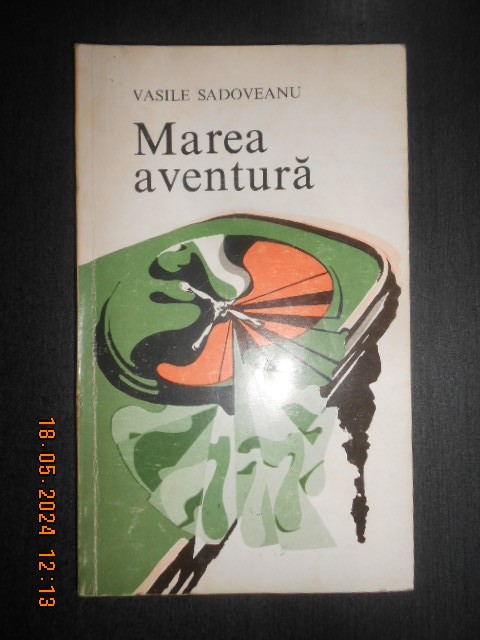 VASILE SADOVEANU
Marea
aventură
18.05.2024 12:13